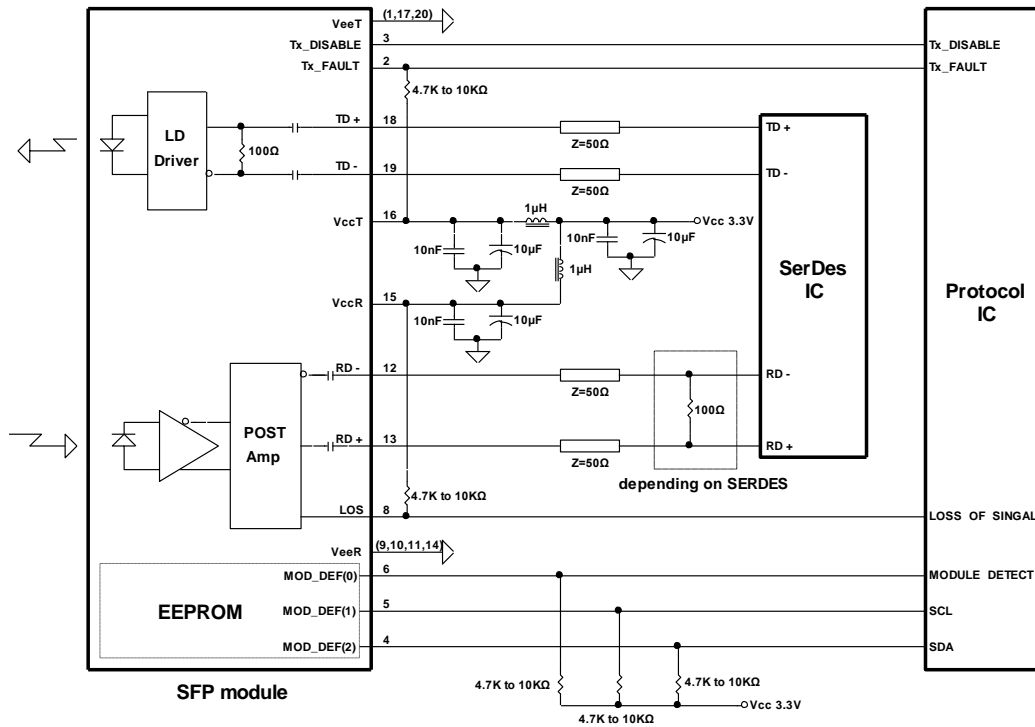 VeeT
(1,17,20)
Tx_DISABLE
3
Tx_DISABLE
Tx_FAULT
2
Tx_FAULT
4.7K to 10KΩ
LD
Driver
100Ω
TD +
18
Z=50Ω
TD +
TD -
19
Z=50Ω
TD -
VccT
16
1µH
Vcc 3.3V
10nF
10µF
10nF
10µF
1µH
SerDes
IC
Protocol
IC
VccR
15
10nF
10µF
RD -
12
Z=50Ω
RD -
100Ω
POST
Amp
RD +
13
Z=50Ω
RD +
depending on SERDES
4.7K to 10KΩ
LOS
8
LOSS OF SINGAL
VeeR
(9,10,11,14)
EEPROM
MOD_DEF(0)
6
MODULE DETECT
MOD_DEF(1)
5
SCL
MOD_DEF(2)
4
SDA
4.7K to 10KΩ
4.7K to 10KΩ
4.7K to 10KΩ
Vcc 3.3V
SFP module